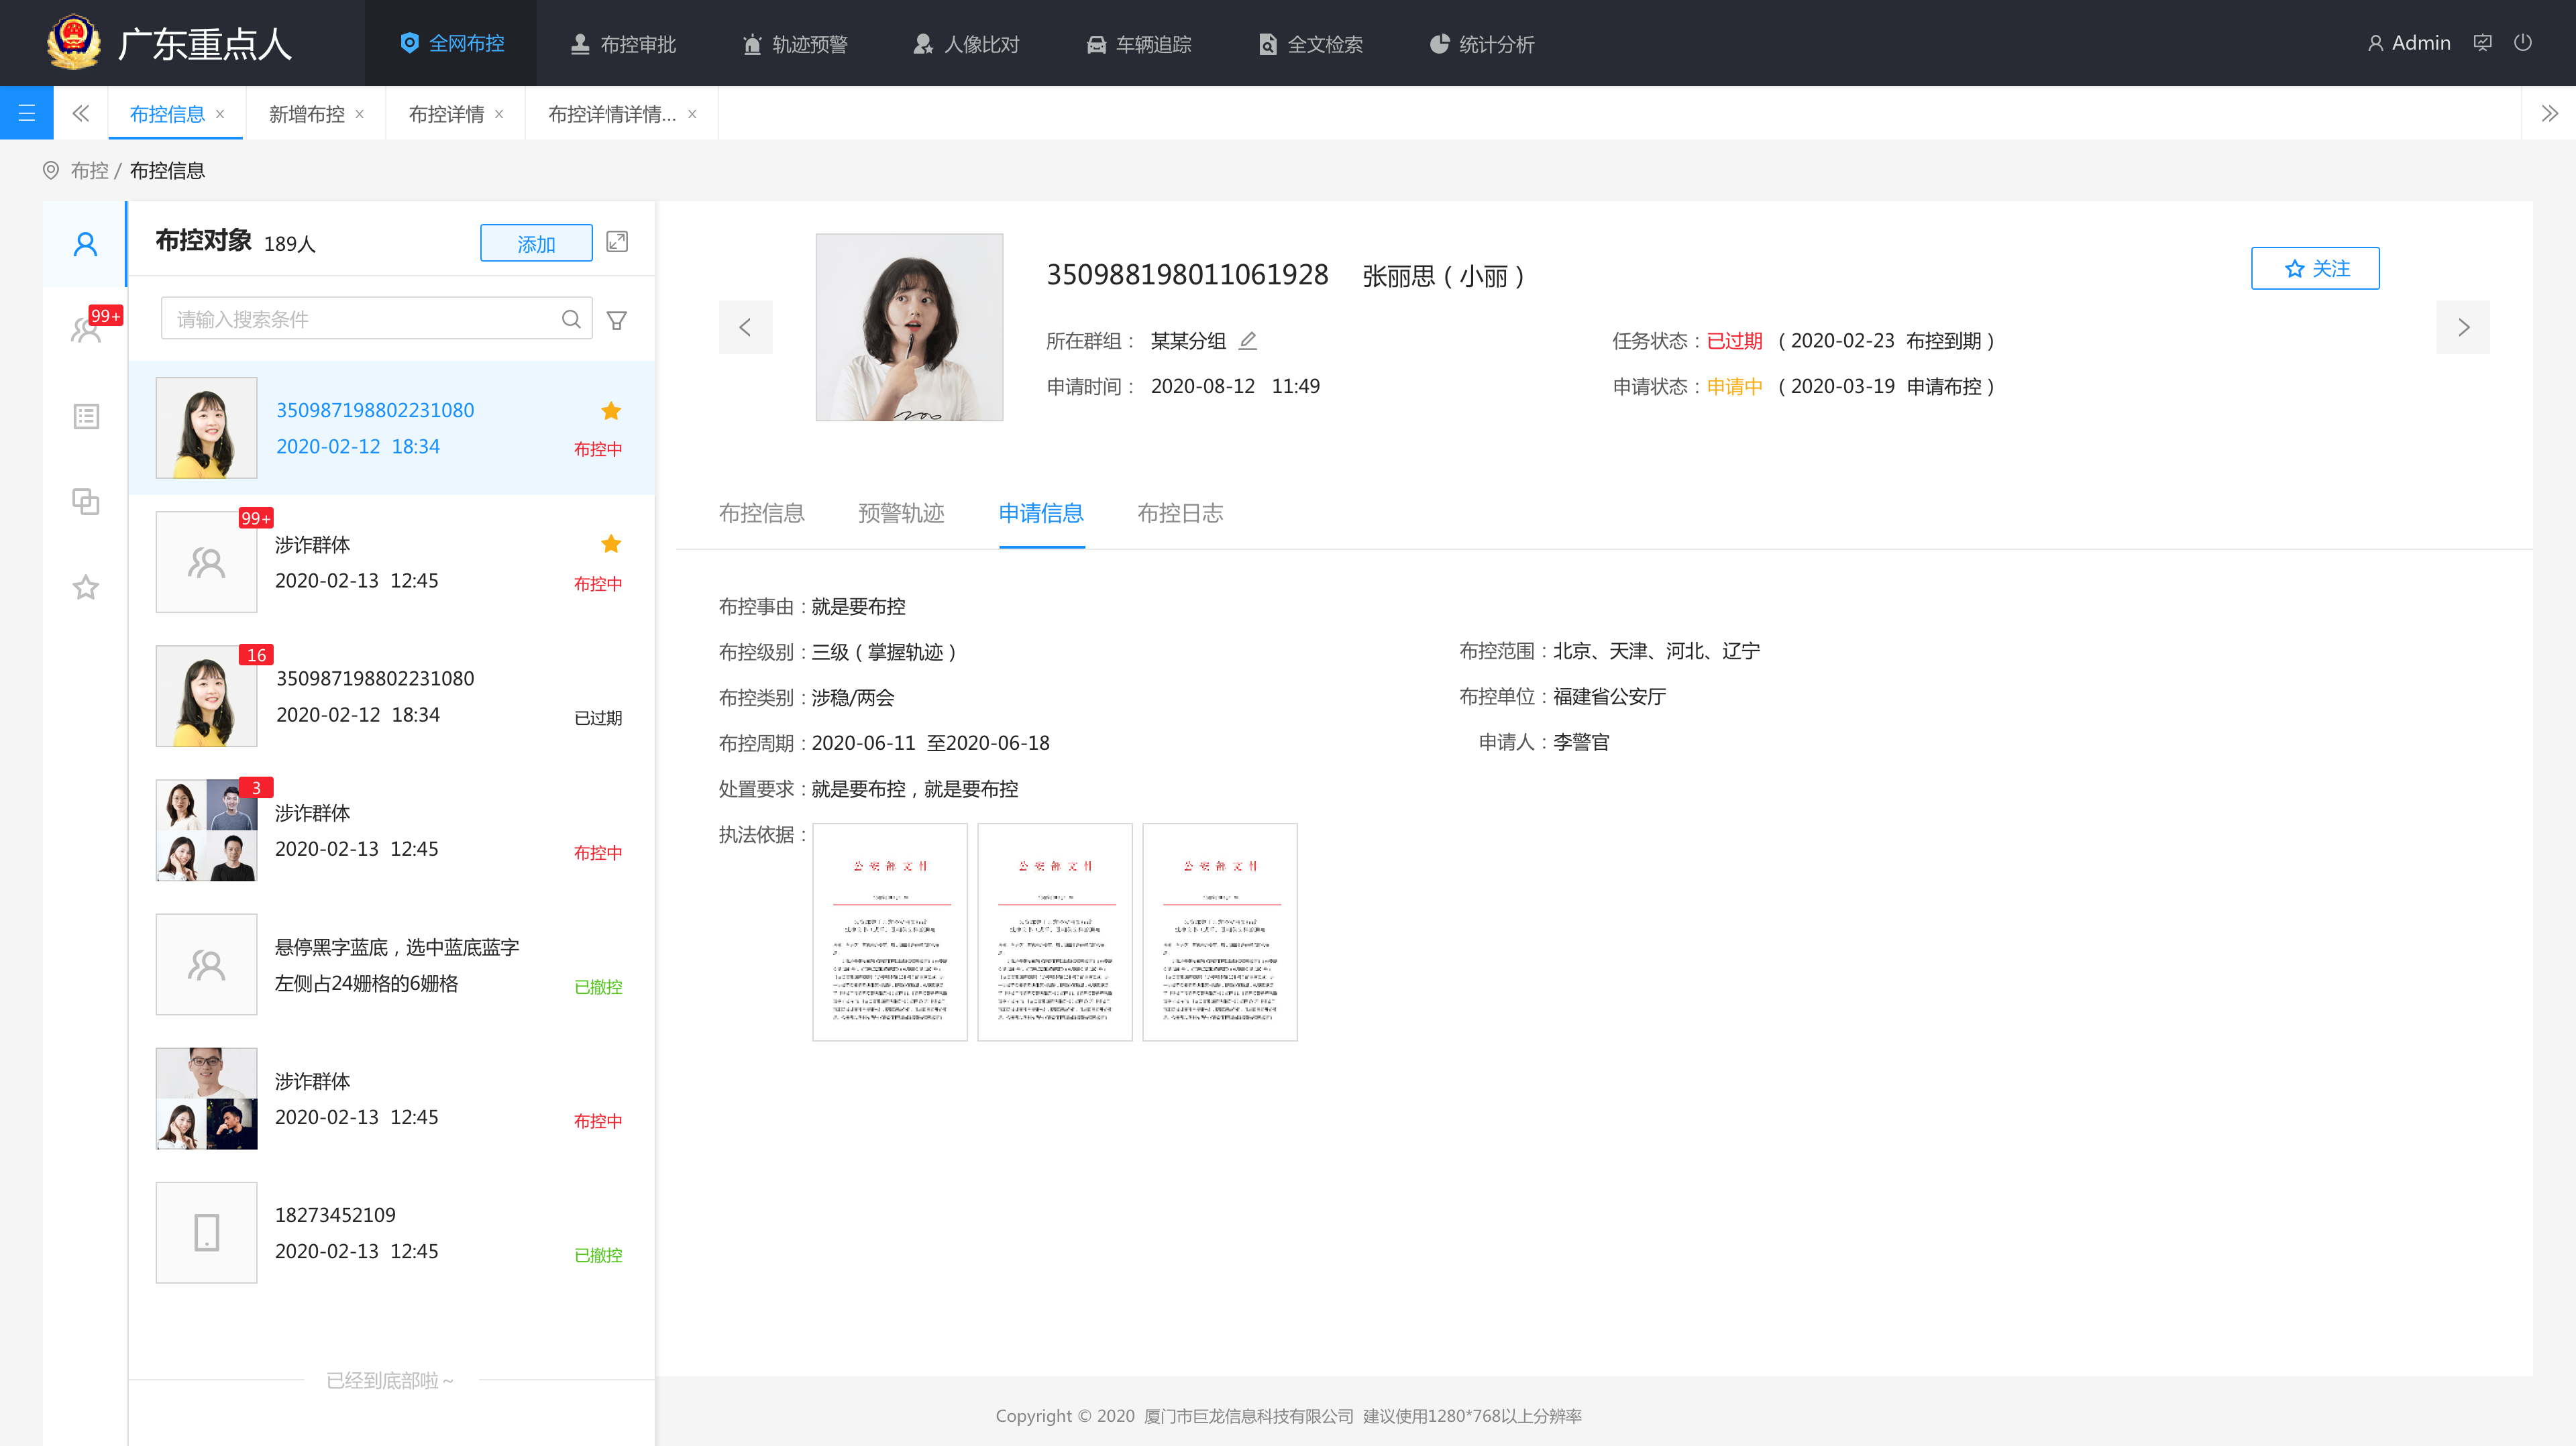 广东重点人
全网布控
布控审批
轨迹预警
人像比对
车辆追踪
全文检索
统计分析
Admin
布控信息 ×
新增布控 ×
布控详情 ×
布控详情详情... ×
布控 / 布控信息
布控对象 189人
添加
99+
请输入搜索条件
350987198802231080
2020-02-12 18:34
布控中
99+
涉诈群体
2020-02-13 12:45
布控中
16
350987198802231080
2020-02-12 18:34
已过期
3
涉诈群体
2020-02-13 12:45
布控中
悬停黑字蓝底，选中蓝底蓝字
左侧占24姗格的6姗格
已撤控
涉诈群体
2020-02-13 12:45
布控中
18273452109
2020-02-13 12:45
已撤控
已经到底部啦～
350988198011061928 张丽思（小丽）
关注
所在群组： 某某分组
任务状态：已过期 （2020-02-23 布控到期）
申请时间： 2020-08-12 11:49
申请状态：申请中 （2020-03-19 申请布控）
布控信息
预警轨迹
申请信息
布控日志
布控事由：就是要布控
布控级别：三级（掌握轨迹）
布控范围：北京、天津、河北、辽宁
布控类别：涉稳/两会
布控单位：福建省公安厅
布控周期：2020-06-11 至2020-06-18
申请人：李警官
处置要求：就是要布控，就是要布控
执法依据：
公安部文件
公安部文件
公安部文件
Copyright © 2020 厦门市巨龙信息科技有限公司 建议使用1280*768以上分辨率